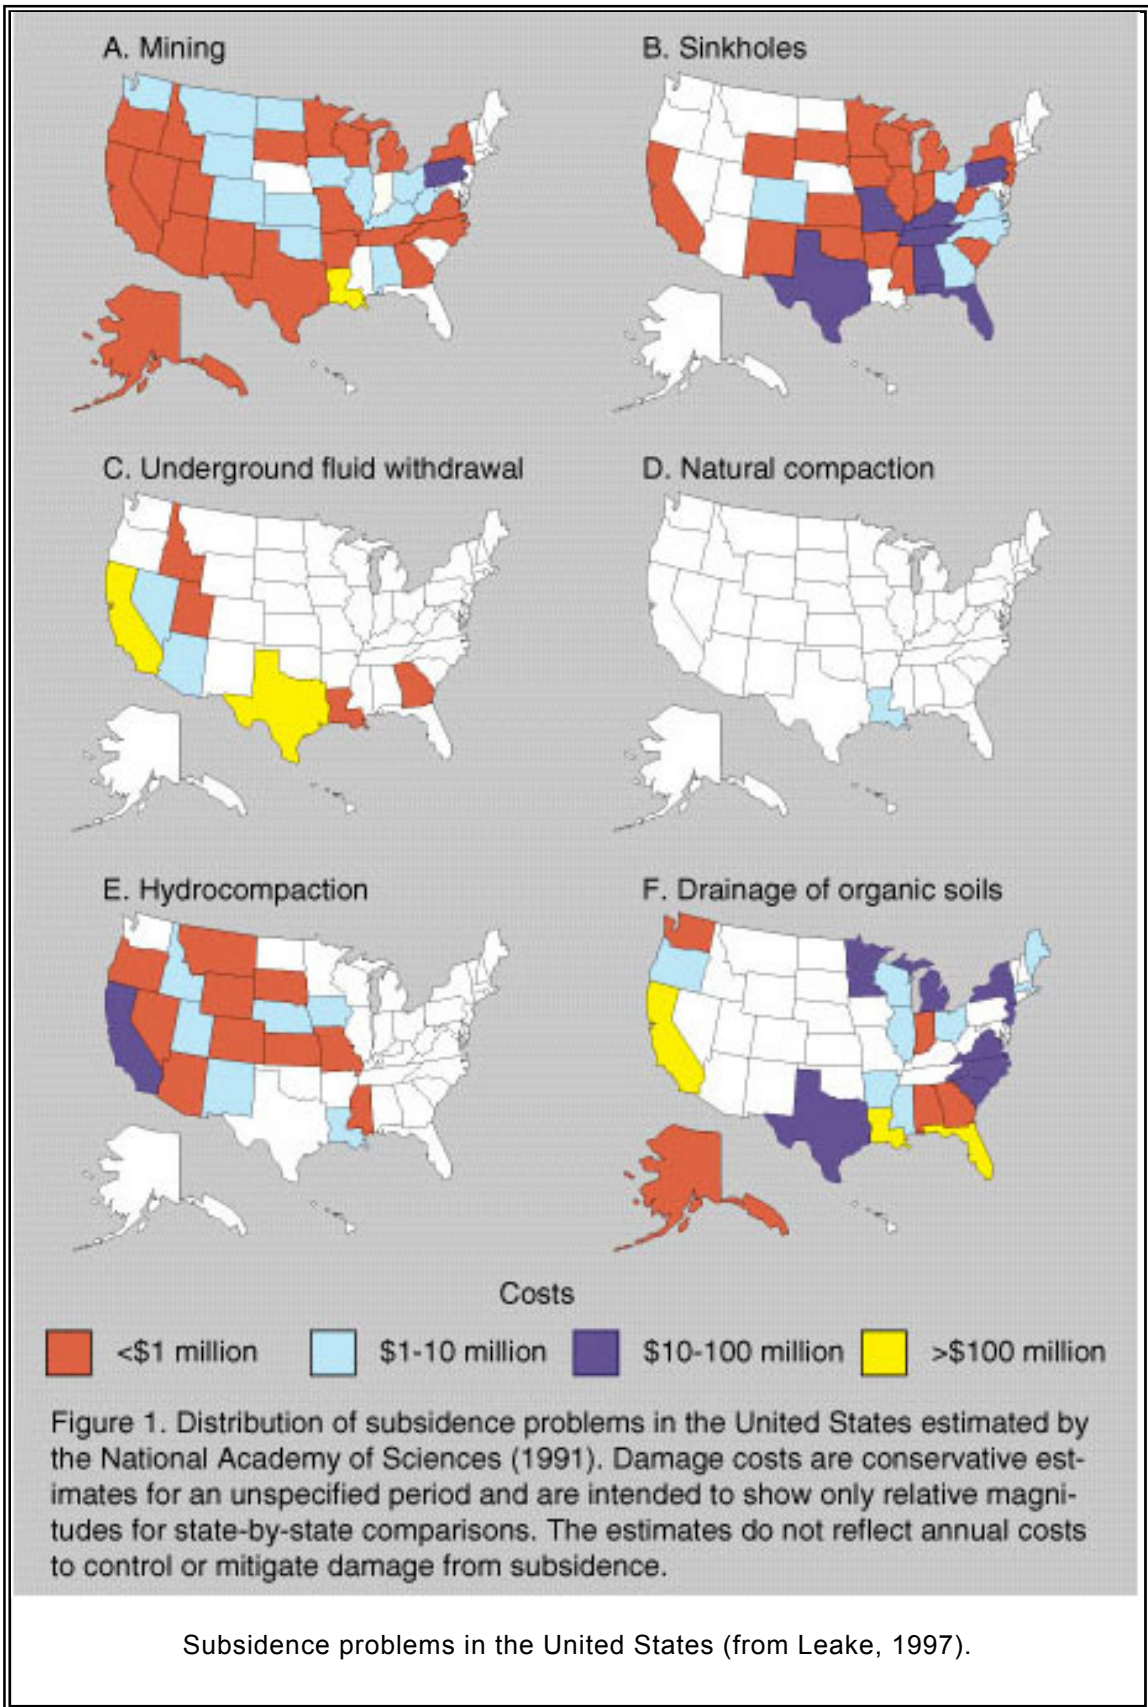 A. Mining
B. Sinkholes
C. Underground fluid withdrawal
D. Natural compaction
E. Hydrocompaction
F. Drainage of organic soils
Costs
<$1 million
$1-10 million
$10-100 million
>$100 million
Figure 1. Distribution of subsidence problems in the United States estimated by
the National Academy of Sciences (1991). Damage costs are conservative est-
imates for an unspecified period and are intended to show only relative magni-
tudes for state-by-state comparisons. The estimates do not reflect annual costs
to control or mitigate damage from subsidence.
Subsidence problems in the United States (from Leake, 1997).